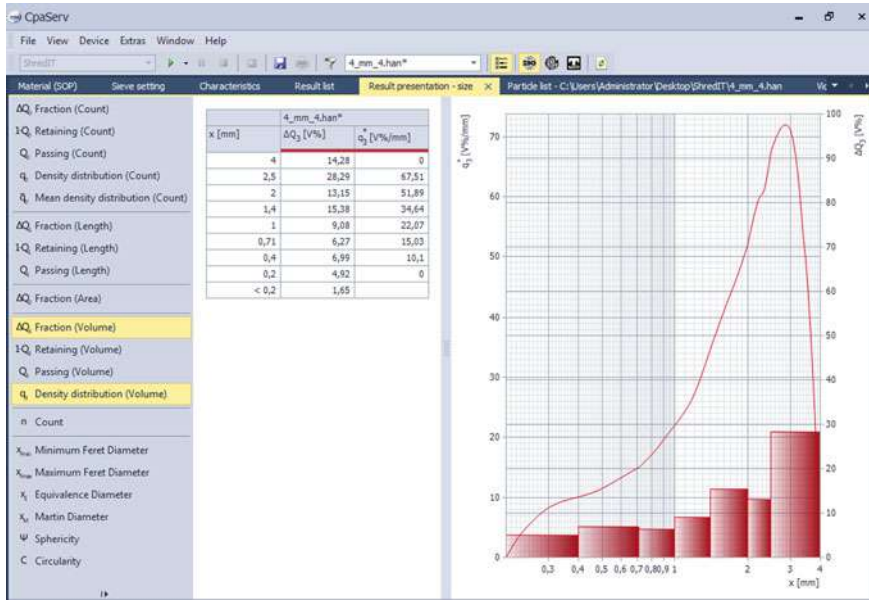 CpaServ
File View Device Extras Window Help
ShredIT 4_mm_4.han*
Material (SOP) Sieve setting Characteristics Result list Result presentation - size × Particle list - C:\Users\Administrator\Desktop\ShredIT\4_mm_4.han Vic
ΔQ, Fraction (Count)
1-Q, Retaining (Count)
Q, Passing (Count)
q, Density distribution (Count)
q̄, Mean density distribution (Count)
ΔQ, Fraction (Length)
1-Q, Retaining (Length)
Q, Passing (Length)
ΔQ, Fraction (Area)
ΔQ, Fraction (Volume)
1-Q, Retaining (Volume)
Q, Passing (Volume)
q, Density distribution (Volume)
n Count
Minimum Feret Diameter
Maximum Feret Diameter
Equivalence Diameter
x_M Martin Diameter
Ψ Sphericity
C Circularity
4_mm_4.han*
x [mm] ΔQ₃ [V%] q₃* [V%/mm]
4 14,28 0
2,5 28,29 67,51
2 13,15 51,89
1,4 15,38 34,64
1 9,08 22,07
0,71 6,27 15,03
0,4 6,99 10,1
0,2 4,92 0
< 0,2 1,65
q₃* [V%/mm]
70
60
50
40
30
20
10
0
100
90
80
70
60
50
40
30
20
10
0
ΔQ₃ [V%]
0,3 0,4 0,5 0,6 0,7 0,8 0,9 1 2 3 4
x [mm]